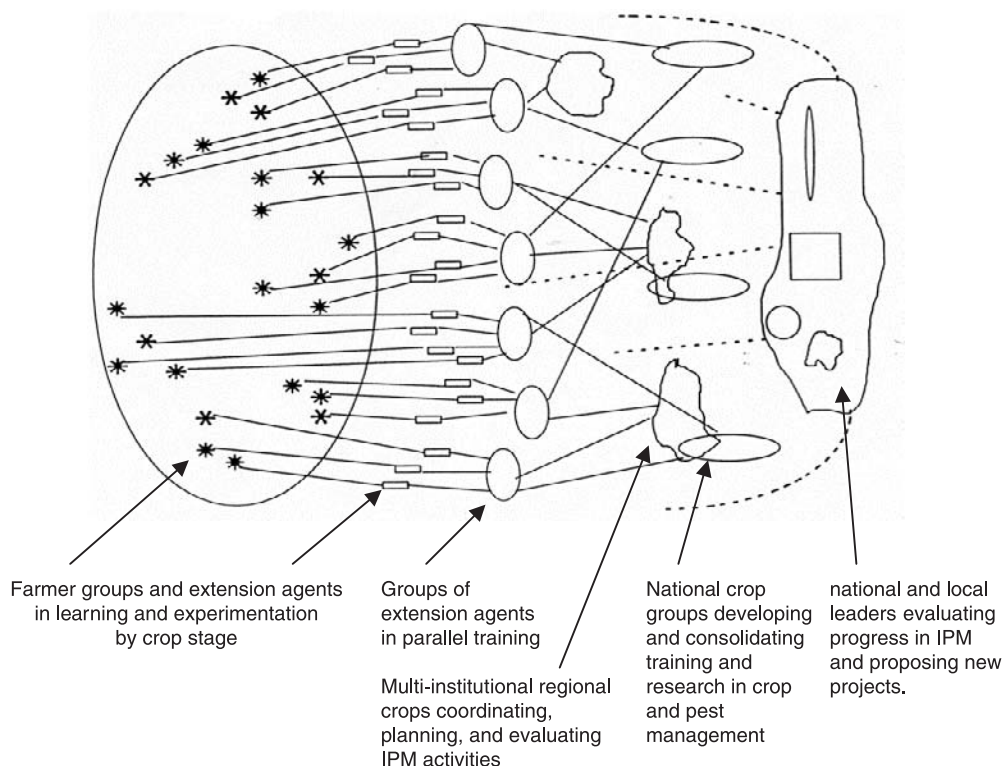 Farmer groups and extension agents
in learning and experimentation
by crop stage
Groups of
extension agents
in parallel training
Multi-institutional regional
crops coordinating,
planning, and evaluating
IPM activities
National crop
groups developing
and consolidating
training and
research in crop
and pest
management
national and local
leaders evaluating
progress in IPM
and proposing new
projects.